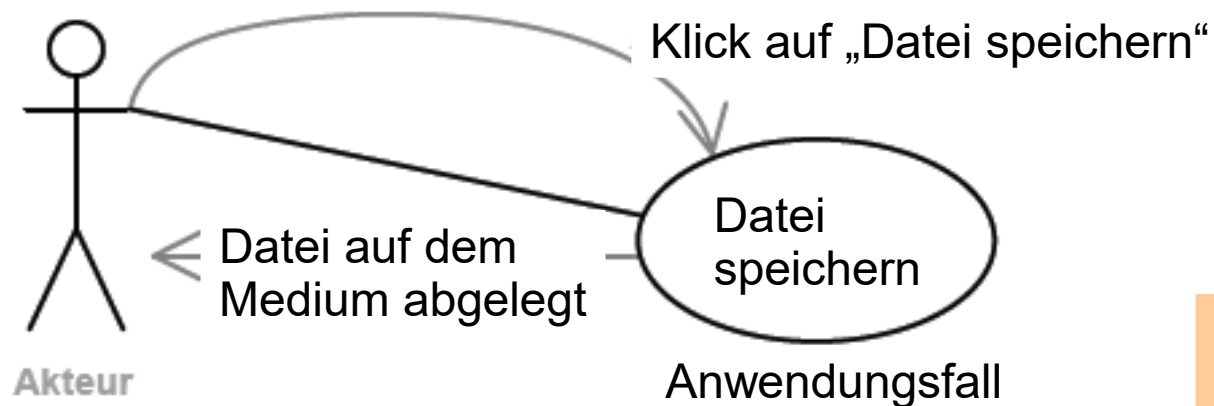 Klick auf „Datei speichern“
Datei
speichern
Datei auf dem
Medium abgelegt
Akteur
Anwendungsfall